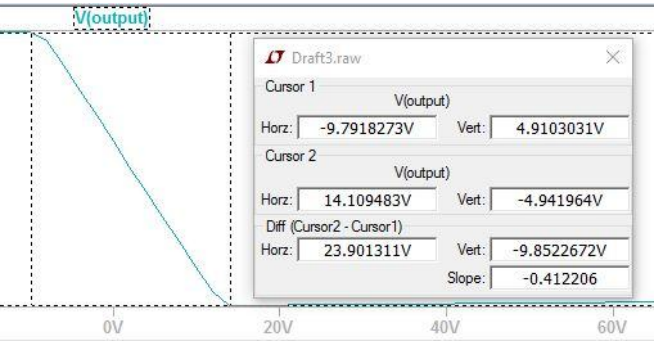 V(output)
Draft3.raw
Cursor 1
V(output)
Horz: -9.7918273V Vert: 4.9103031V
Cursor 2
V(output)
Horz: 14.109483V Vert: -4.941964V
Diff (Cursor2 - Cursor1)
Horz: 23.901311V Vert: -9.8522672V
Slope: -0.412206
0V 20V 40V 60V